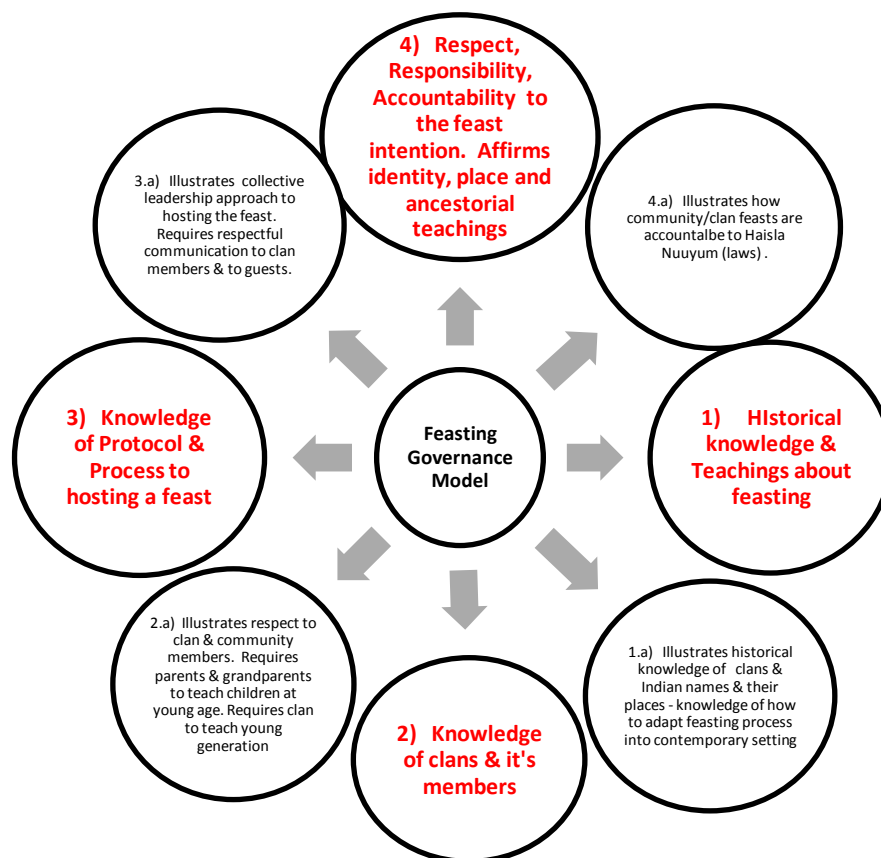 4) Respect,
Responsibility,
Accountability to
the feast
intention. Affirms
identity, place and
ancestorial
teachings
3.a) Illustrates collective
leadership approach to
hosting the feast.
Requires respectful
communication to clan
members & to guests.
4.a) Illustrates how
community/clan feasts are
accountalbe to Haisla
Nuuyum (laws) .
3) Knowledge
of Protocol &
Process to
hosting a feast
Feasting
Governance
Model
1) HIstorical
knowledge &
Teachings about
feasting
2.a) Illustrates respect to
clan & community
members. Requires
parents & grandparents
to teach children at
young age. Requires clan
to teach young
generation
1.a) Illustrates historical
knowledge of clans &
Indian names & their
places - knowledge of how
to adapt feasting process
into contemporary setting
2) Knowledge
of clans & it's
members